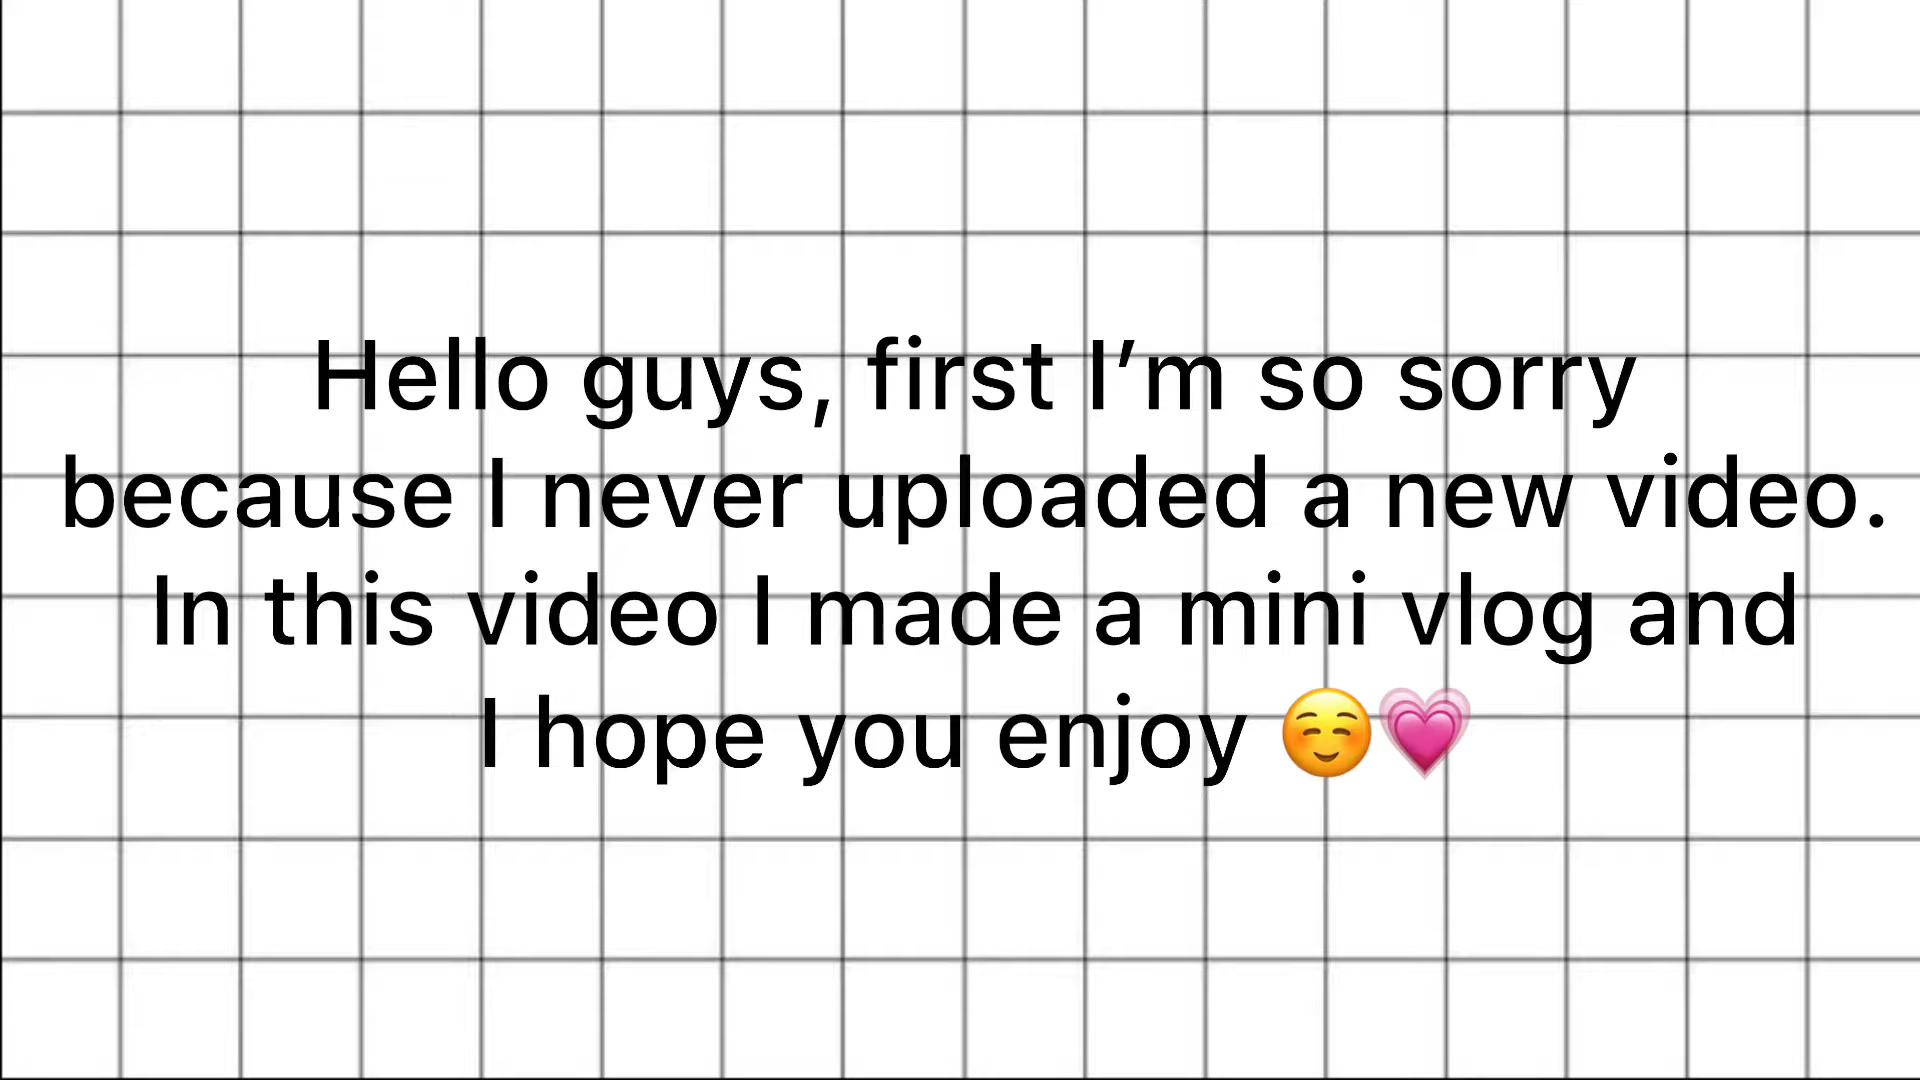 Hello guys, first I’m so sorry
because I never uploaded a new video.
In this video I made a mini vlog and
I hope you enjoy ☺️💗